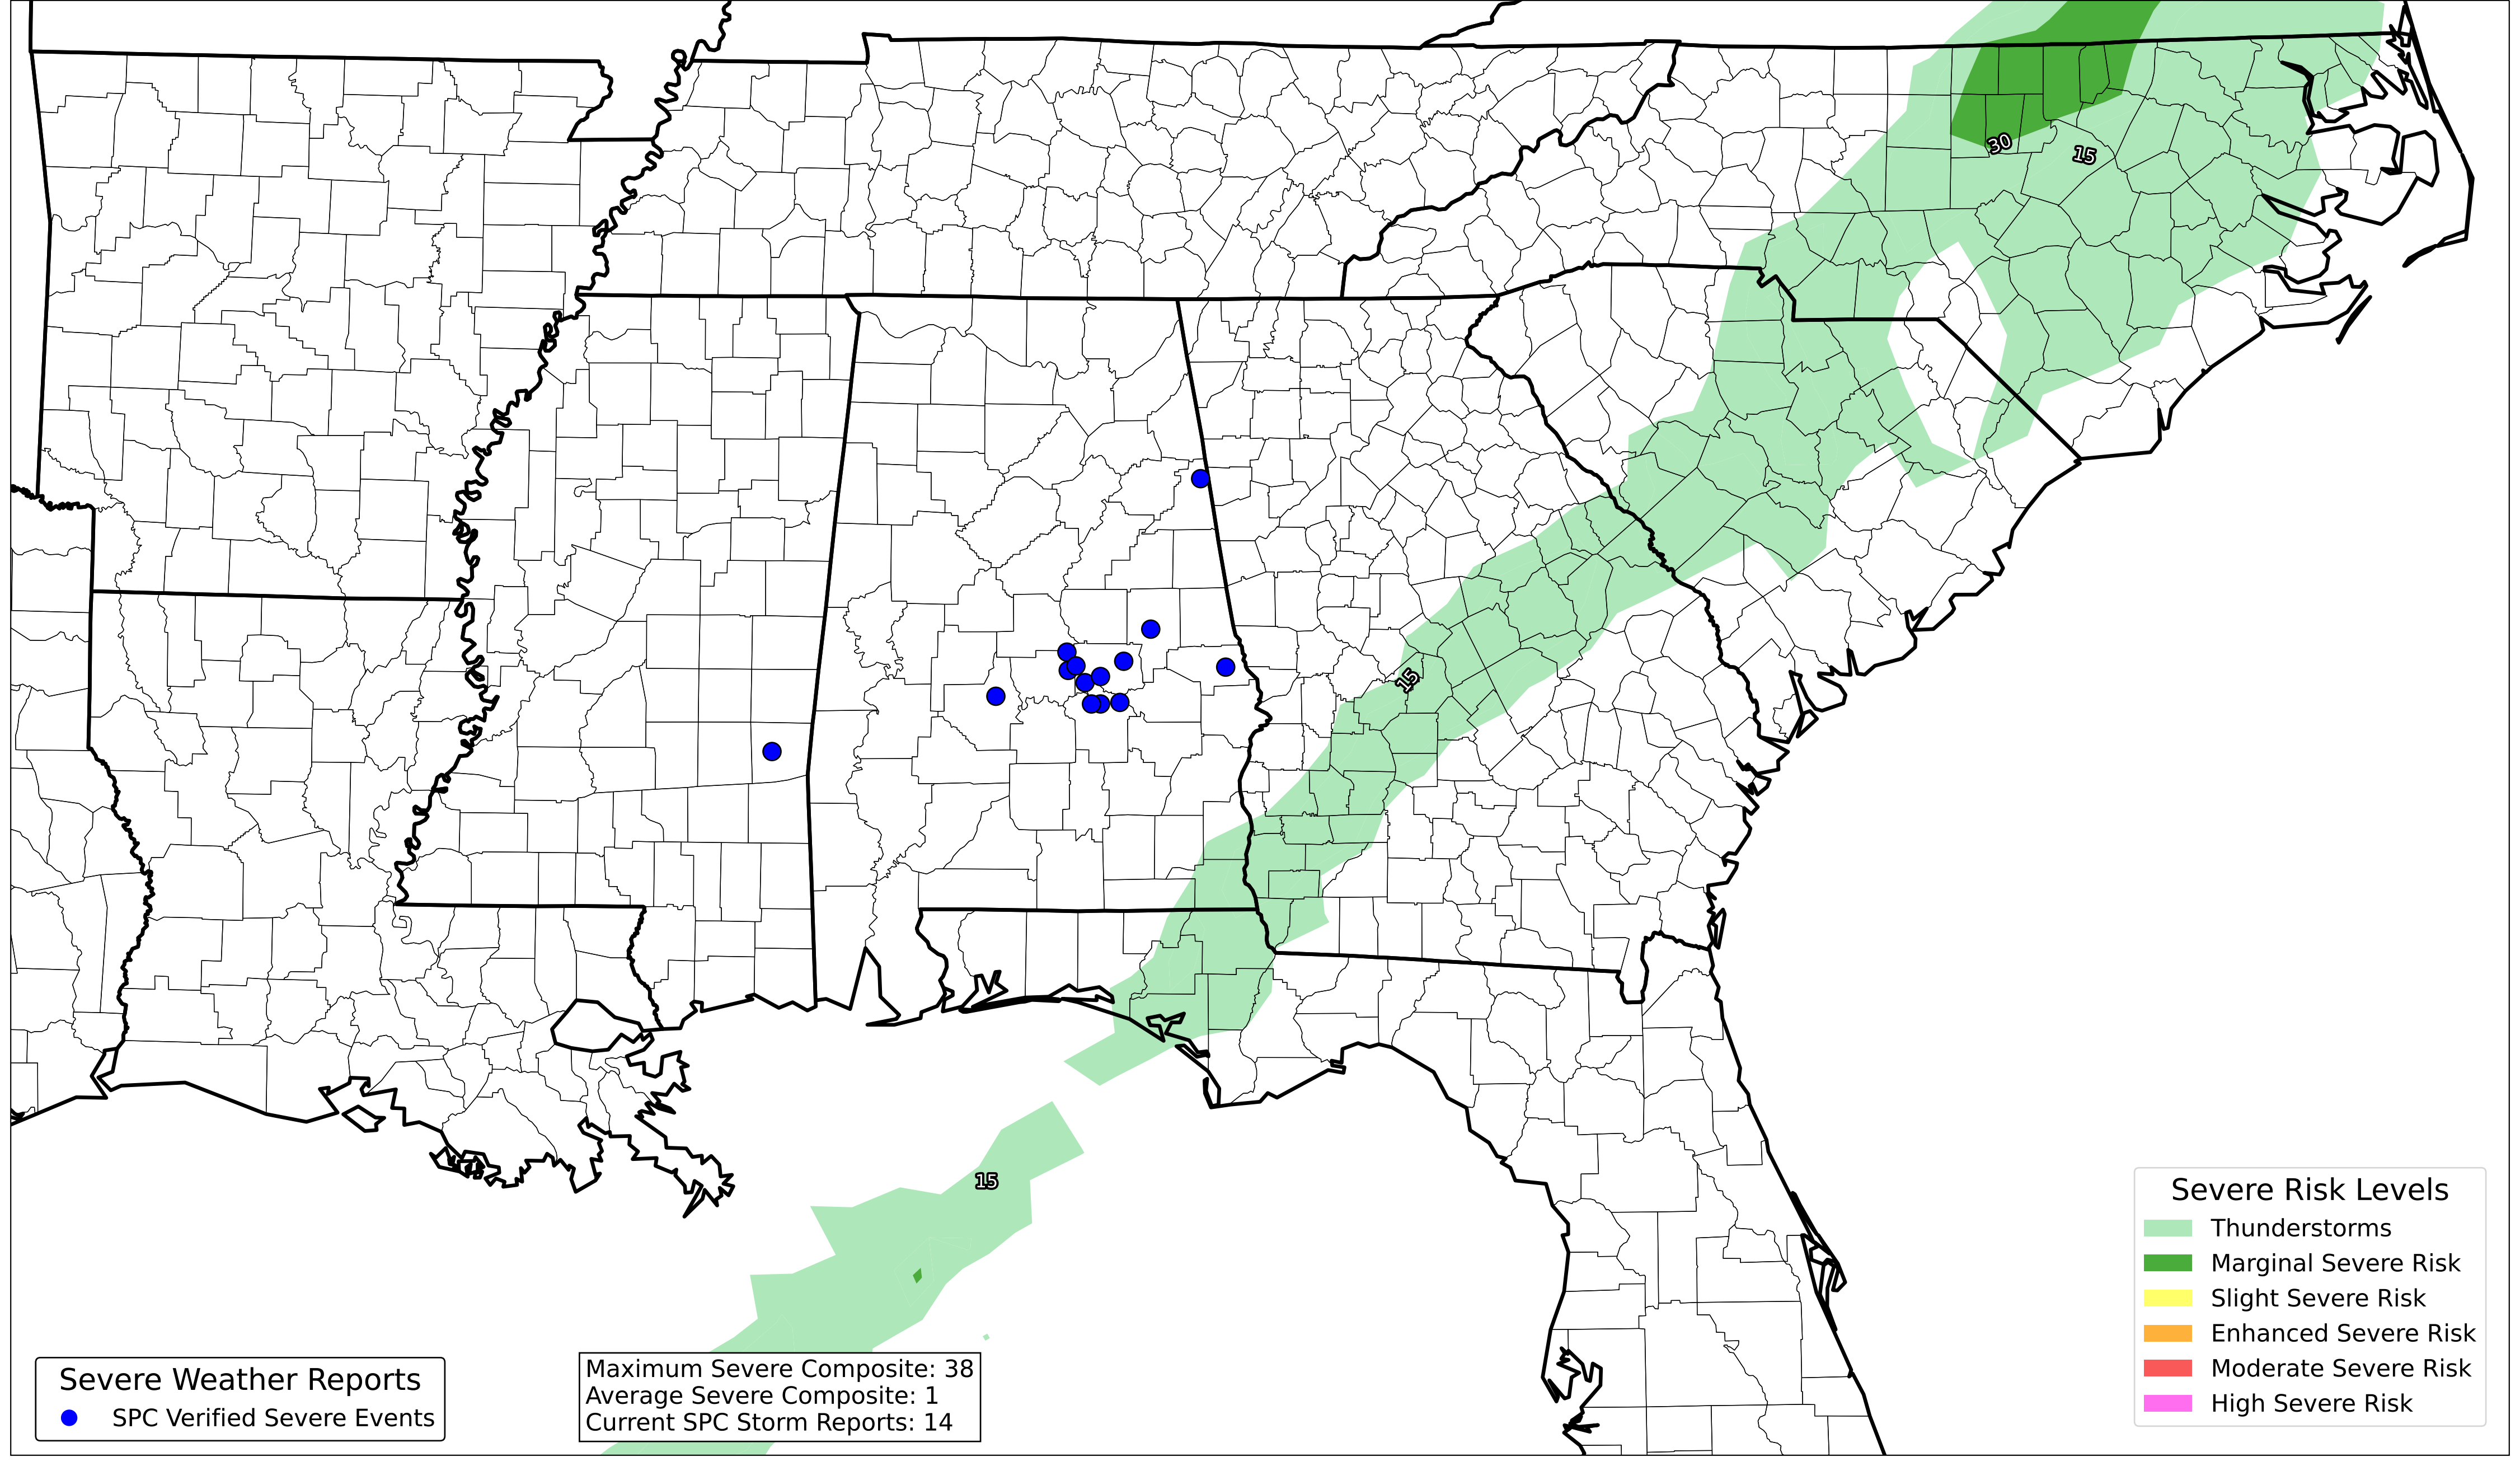 30
15
15
15
Severe Risk Levels
Thunderstorms
Marginal Severe Risk
Slight Severe Risk
Enhanced Severe Risk
Moderate Severe Risk
High Severe Risk
Severe Weather Reports
SPC Verified Severe Events
Maximum Severe Composite: 38
Average Severe Composite: 1
Current SPC Storm Reports: 14